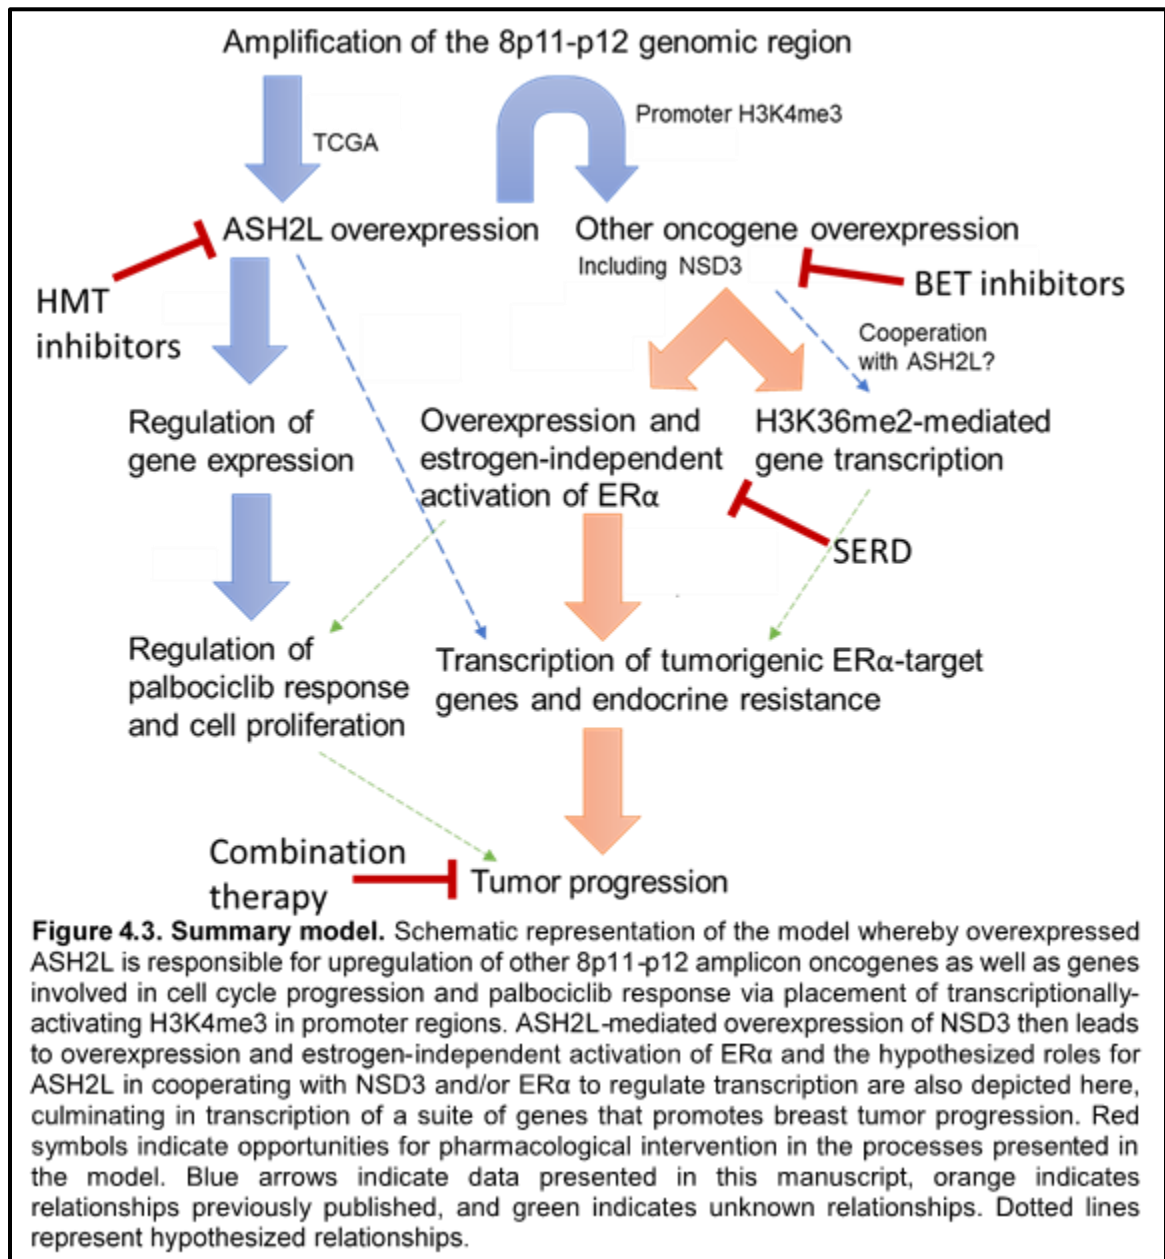 Amplification of the 8p11-p12 genomic region
TCGA
Promoter H3K4me3
ASH2L overexpression
Other oncogene overexpression
Including NSD3
HMT
inhibitors
BET inhibitors
Cooperation
with ASH2L?
Regulation of
gene expression
Overexpression and
estrogen-independent
activation of ERα
H3K36me2-mediated
gene transcription
SERD
Regulation of
palbociclib response
and cell proliferation
Transcription of tumorigenic ERα-target
genes and endocrine resistance
Combination
therapy
Tumor progression
Figure 4.3. Summary model. Schematic representation of the model whereby overexpressed
ASH2L is responsible for upregulation of other 8p11-p12 amplicon oncogenes as well as genes
involved in cell cycle progression and palbociclib response via placement of transcriptionally-
activating H3K4me3 in promoter regions. ASH2L-mediated overexpression of NSD3 then leads
to overexpression and estrogen-independent activation of ERα and the hypothesized roles for
ASH2L in cooperating with NSD3 and/or ERα to regulate transcription are also depicted here,
culminating in transcription of a suite of genes that promotes breast tumor progression. Red
symbols indicate opportunities for pharmacological intervention in the processes presented in
the model. Blue arrows indicate data presented in this manuscript, orange indicates
relationships previously published, and green indicates unknown relationships. Dotted lines
represent hypothesized relationships.